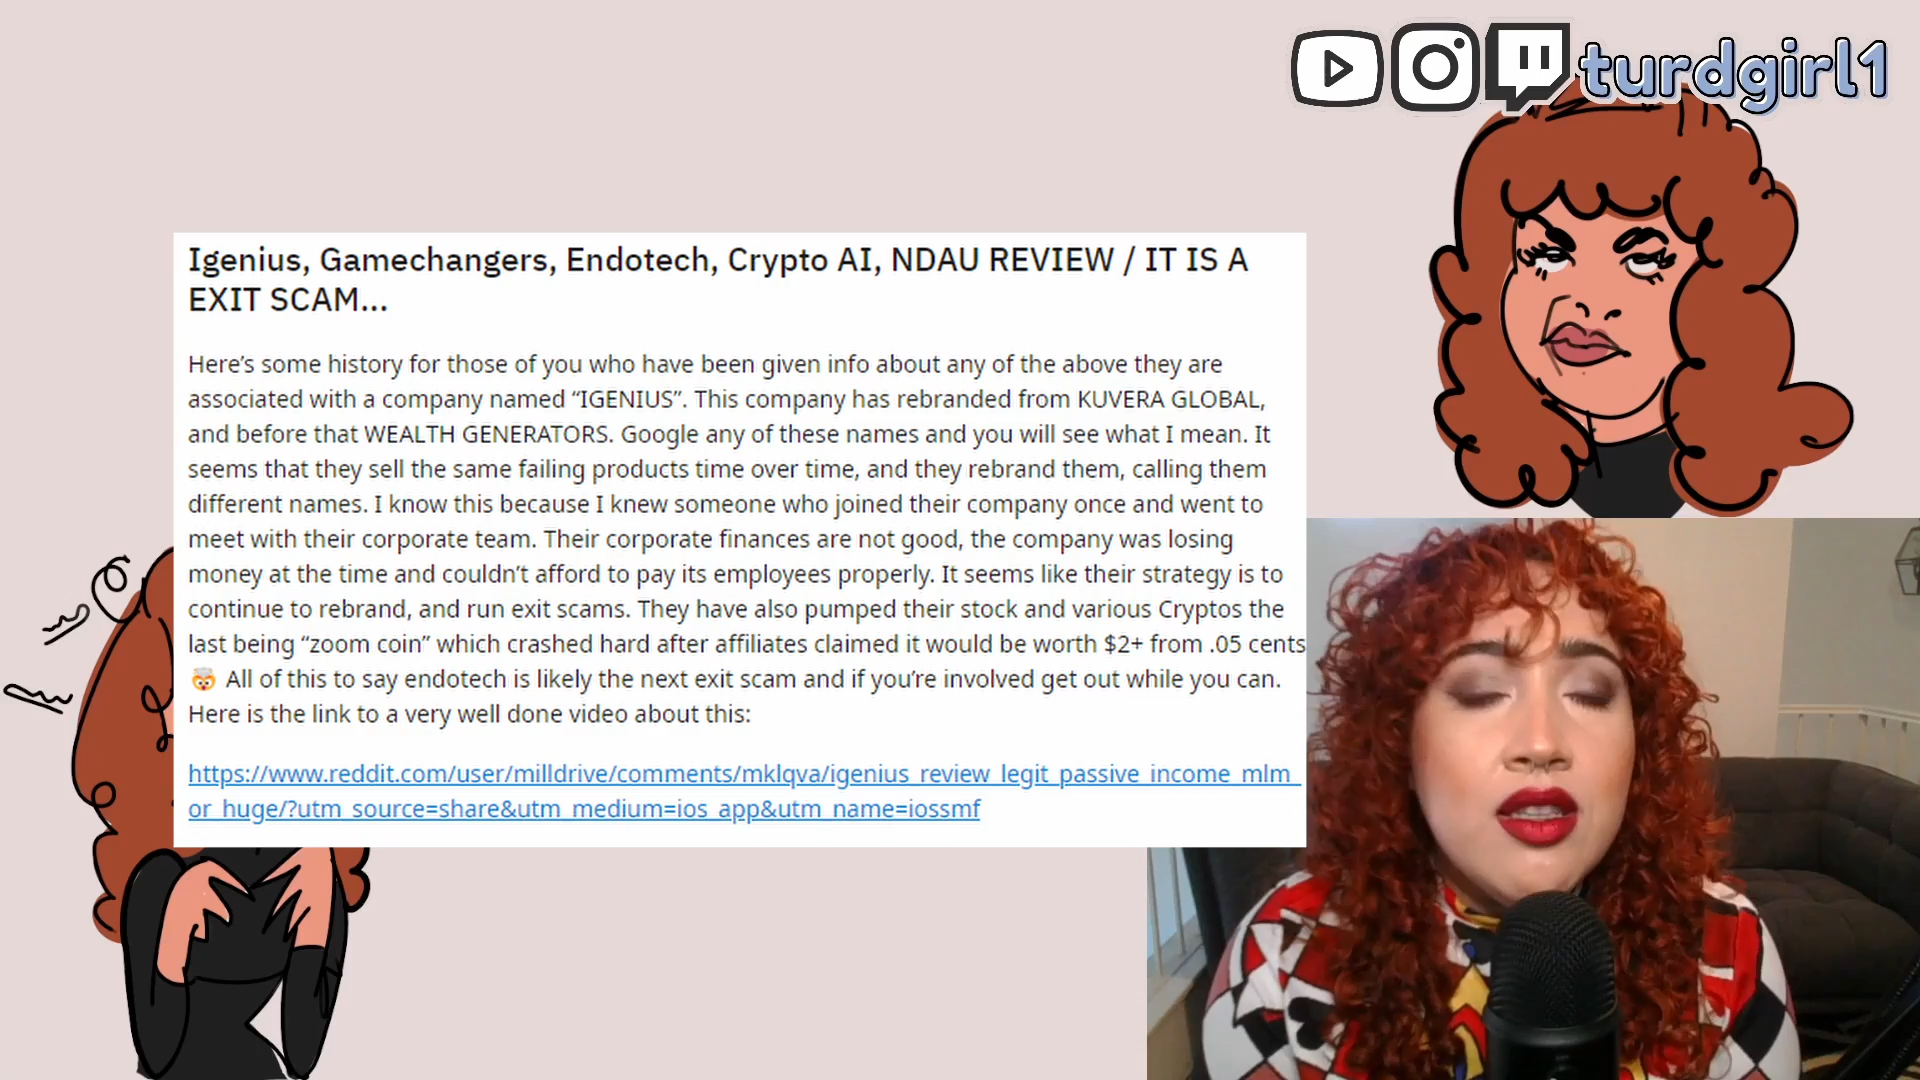 turdgirl1
Igenius, Gamechangers, Endotech, Crypto AI, NDAU REVIEW / IT IS A
EXIT SCAM...
Here’s some history for those of you who have been given info about any of the above they are
associated with a company named “IGENIUS”. This company has rebranded from KUVERA GLOBAL,
and before that WEALTH GENERATORS. Google any of these names and you will see what I mean. It
seems that they sell the same failing products time over time, and they rebrand them, calling them
different names. I know this because I knew someone who joined their company once and went to
meet with their corporate team. Their corporate finances are not good, the company was losing
money at the time and couldn’t afford to pay its employees properly. It seems like their strategy is to
continue to rebrand, and run exit scams. They have also pumped their stock and various Cryptos the
last being “zoom coin” which crashed hard after affiliates claimed it would be worth $2+ from .05 cents
🤯 All of this to say endotech is likely the next exit scam and if you’re involved get out while you can.
Here is the link to a very well done video about this:
https://www.reddit.com/user/milldrive/comments/mklqva/igenius_review_legit_passive_income_mlm_
or_huge/?utm_source=share&utm_medium=ios_app&utm_name=iossmf